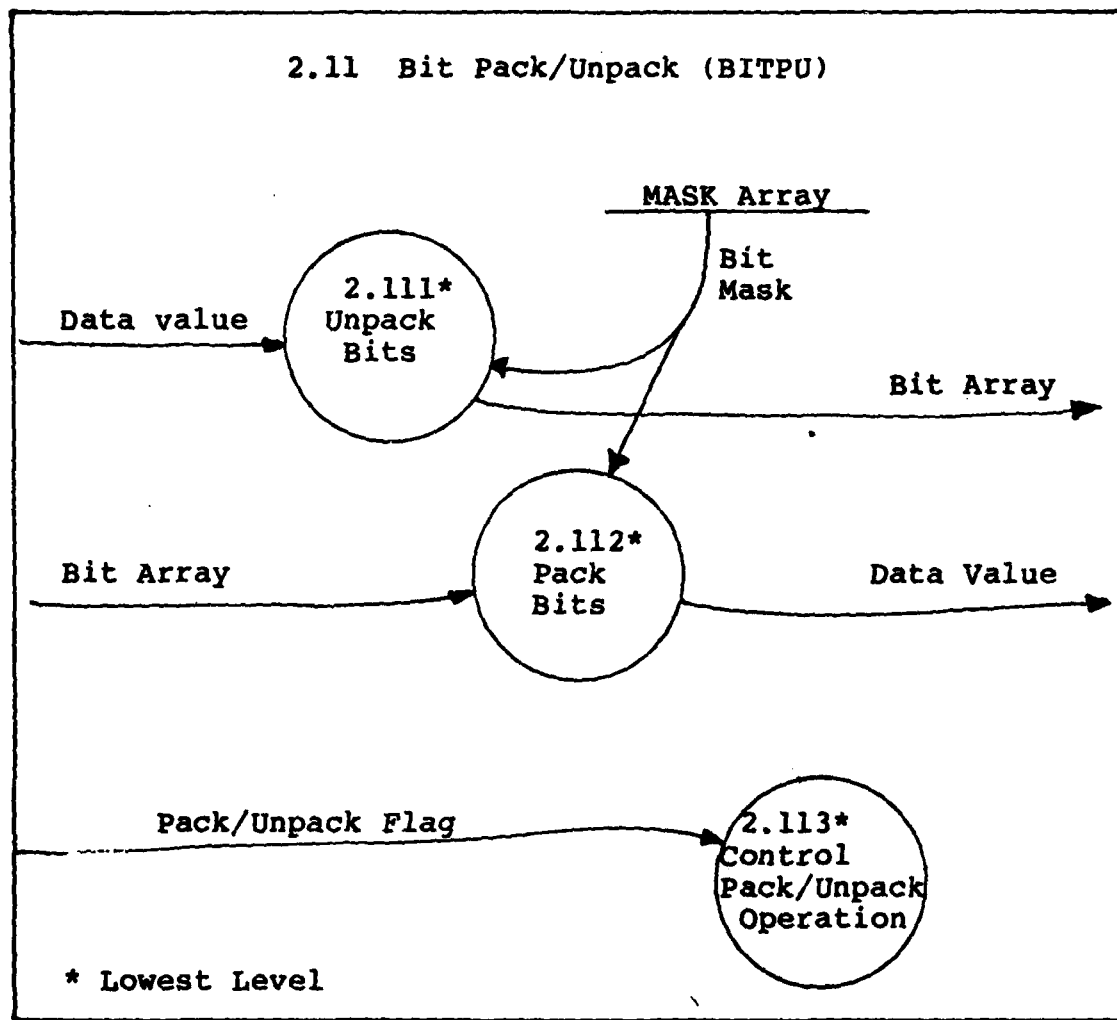 2.11 Bit Pack/Unpack (BITPU)
MASK Array
Bit
Mask
2.111*
Unpack
Bits
Data value
Bit Array
2.112*
Pack
Bits
Bit Array
Data Value
Pack/Unpack Flag
2.113*
Control
Pack/Unpack
Operation
* Lowest Level